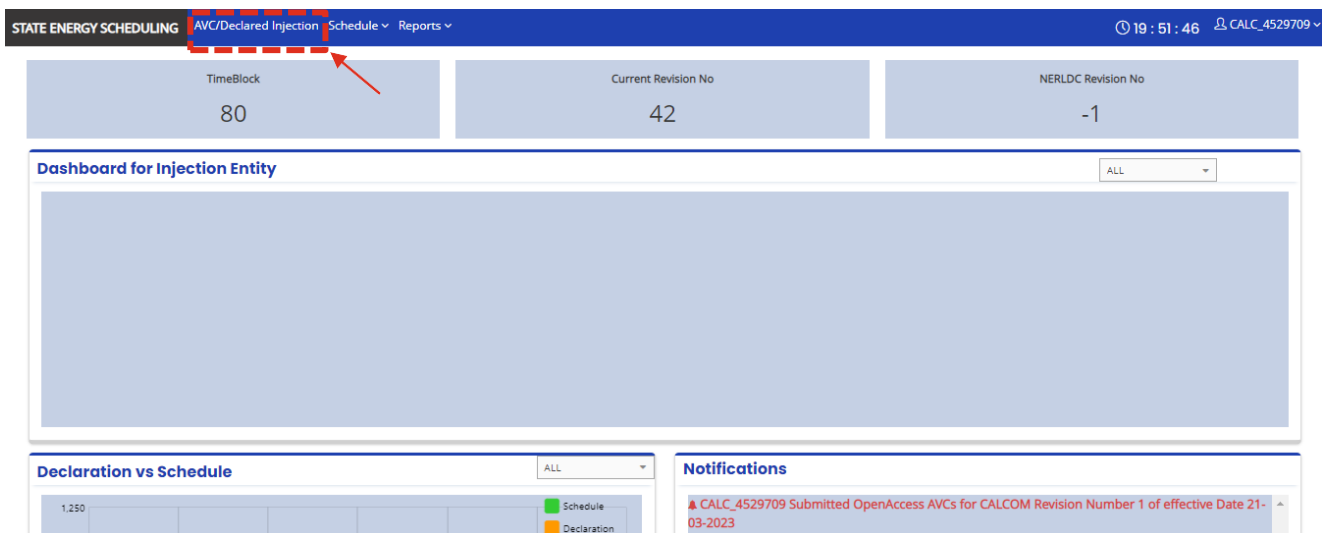 STATE ENERGY SCHEDULING AVC/Declared Injection Schedule Reports 19 : 51 : 46 CALC_4529709
TimeBlock Current Revision No NERLDC Revision No
80 42 -1
Dashboard for Injection Entity ALL
Declaration vs Schedule ALL Notifications
1,250 Schedule CALC_4529709 Submitted OpenAccess AVCs for CALCOM Revision Number 1 of effective Date 21-
Declaration 03-2023